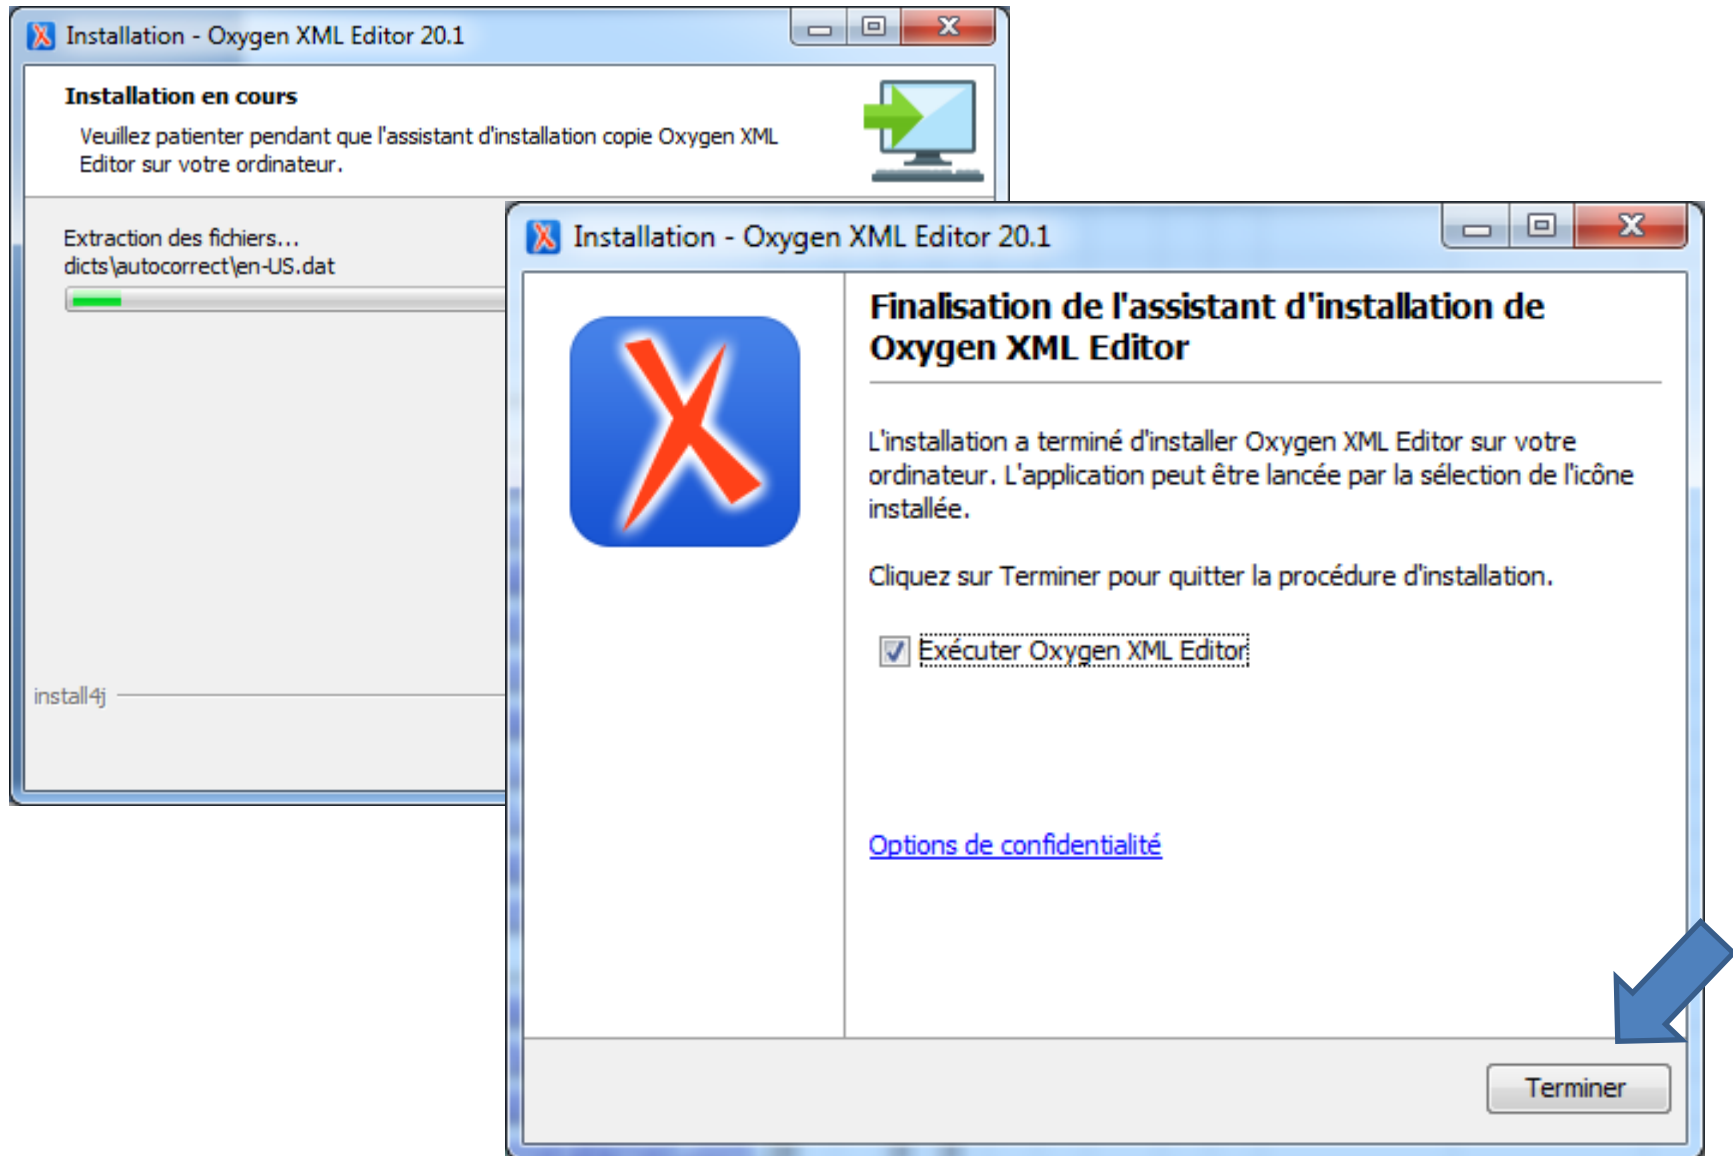 Installation - Oxygen XML Editor 20.1
Installation en cours
Veuillez patienter pendant que l'assistant d'installation copie Oxygen XML
Editor sur votre ordinateur.
Extraction des fichiers...
dicts\autocorrect\en-US.dat
install4j
Installation - Oxygen XML Editor 20.1
Finalisation de l'assistant d'installation de
Oxygen XML Editor
L'installation a terminé d'installer Oxygen XML Editor sur votre
ordinateur. L'application peut être lancée par la sélection de l'icône
installée.
Cliquez sur Terminer pour quitter la procédure d'installation.
Exécuter Oxygen XML Editor
Options de confidentialité
Terminer